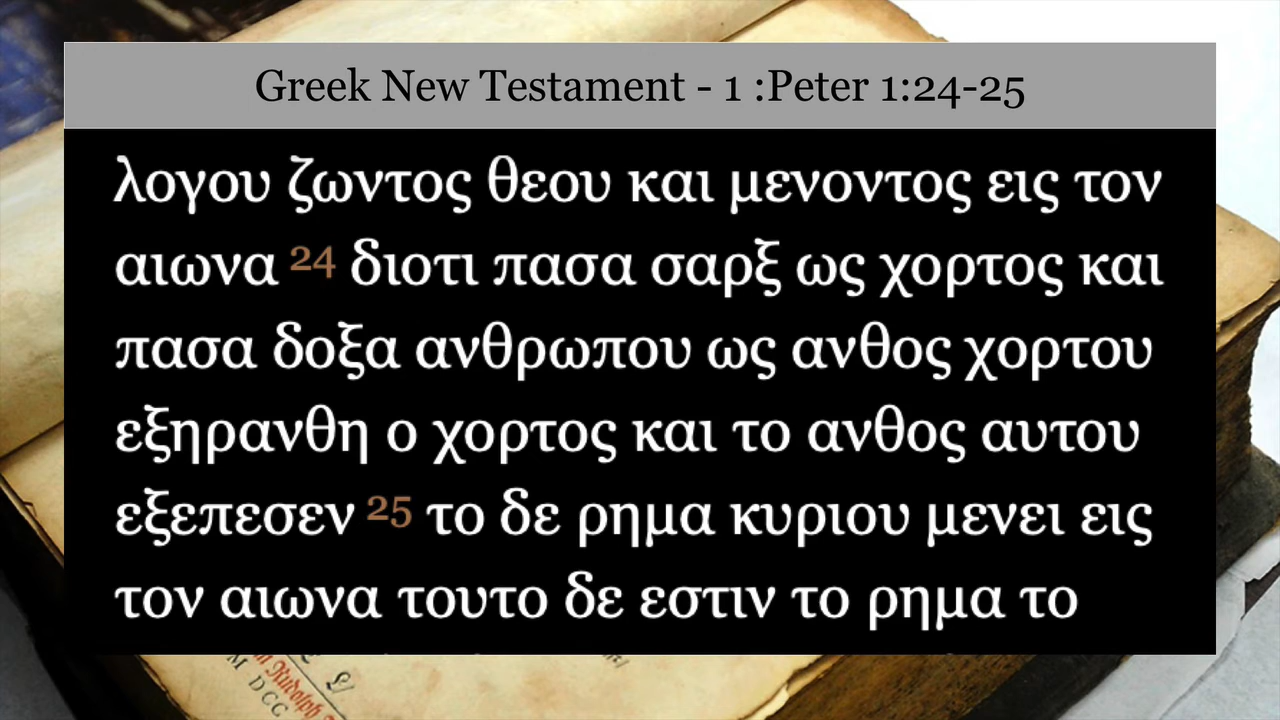 Greek New Testament - 1 :Peter 1:24-25
λογου ζωντος θεου και μενοντος εις τον
αιωνα 24 διοτι πασα σαρξ ως χορτος και
πασα δοξα ανθρωπου ως ανθος χορτου
εξηρανθη ο χορτος και το ανθος αυτου
εξεπεσεν 25 το δε ρημα κυριου μενει εις
τον αιωνα τουτο δε εστιν το ρημα το
Rudolph
M DCC